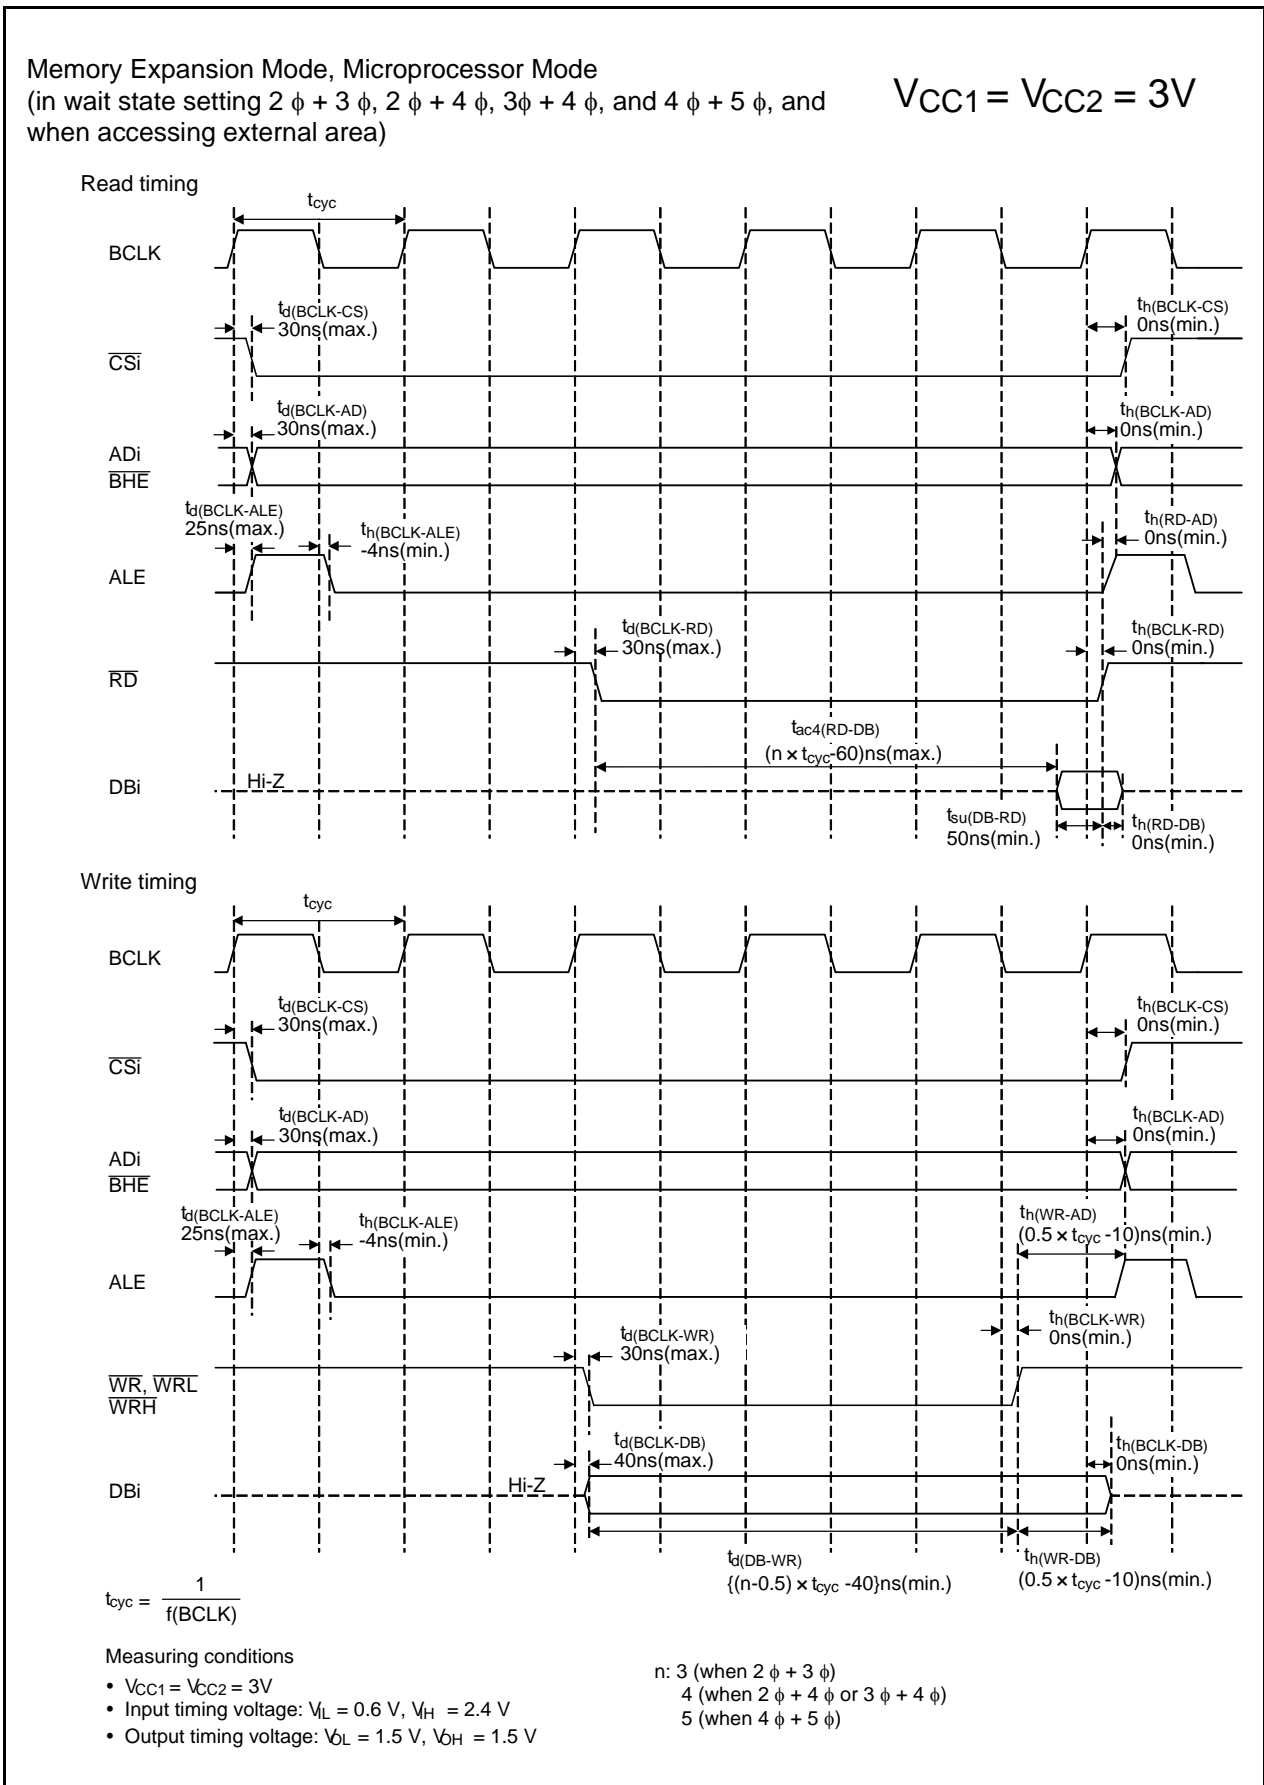 Memory Expansion Mode, Microprocessor Mode
(in wait state setting 2 ϕ + 3 ϕ, 2 ϕ + 4 ϕ, 3ϕ + 4 ϕ, and 4 ϕ + 5 ϕ, and
when accessing external area)
VCC1 = VCC2 = 3V
Read timing
tcyc
BCLK
td(BCLK-CS)
30ns(max.)
th(BCLK-CS)
0ns(min.)
CSi
td(BCLK-AD)
30ns(max.)
th(BCLK-AD)
0ns(min.)
ADi
BHE
td(BCLK-ALE)
25ns(max.)
th(BCLK-ALE)
-4ns(min.)
th(RD-AD)
0ns(min.)
ALE
td(BCLK-RD)
30ns(max.)
th(BCLK-RD)
0ns(min.)
RD
tac4(RD-DB)
(n × tcyc-60)ns(max.)
DBi
Hi-Z
tsu(DB-RD)
50ns(min.)
th(RD-DB)
0ns(min.)
Write timing
tcyc
BCLK
td(BCLK-CS)
30ns(max.)
th(BCLK-CS)
0ns(min.)
CSi
td(BCLK-AD)
30ns(max.)
th(BCLK-AD)
0ns(min.)
ADi
BHE
td(BCLK-ALE)
25ns(max.)
th(BCLK-ALE)
-4ns(min.)
th(WR-AD)
(0.5 × tcyc -10)ns(min.)
ALE
td(BCLK-WR)
30ns(max.)
th(BCLK-WR)
0ns(min.)
WR, WRL
WRH
td(BCLK-DB)
40ns(max.)
th(BCLK-DB)
0ns(min.)
DBi
Hi-Z
td(DB-WR)
{(n-0.5) × tcyc -40}ns(min.)
th(WR-DB)
(0.5 × tcyc -10)ns(min.)
tcyc = 1
f(BCLK)
Measuring conditions
• VCC1 = VCC2 = 3V
• Input timing voltage: VIL = 0.6 V, VIH = 2.4 V
• Output timing voltage: VOL = 1.5 V, VOH = 1.5 V
n: 3 (when 2 ϕ + 3 ϕ)
4 (when 2 ϕ + 4 ϕ or 3 ϕ + 4 ϕ)
5 (when 4 ϕ + 5 ϕ)